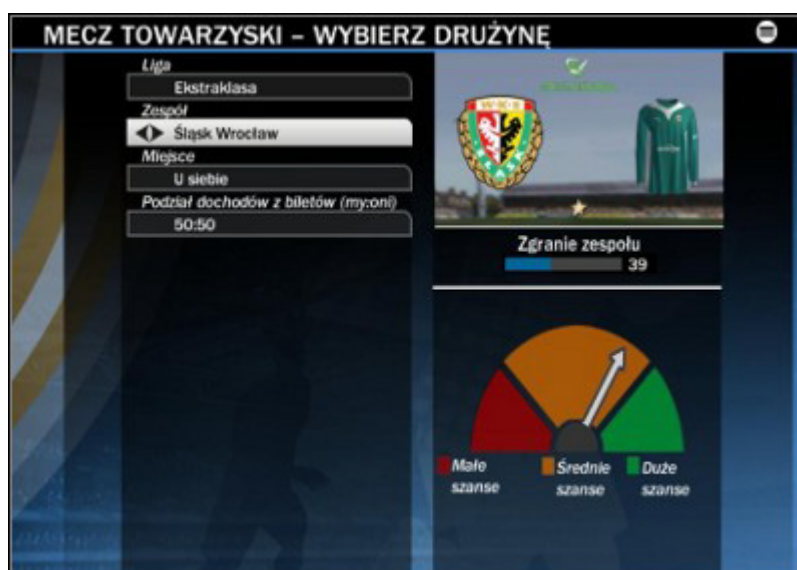 MECZ TOWARZYSKI – WYBIERZ DRUŻYNĘ
Liga
Ekstraklasa
Zespół
Śląsk Wrocław
Miejsce
U siebie
Podział dochodów z biletów (my:oni)
50:50
W·K·S
ŚLĄSK
Zgranie zespołu
39
Małe szanse
Średnie szanse
Duże szanse